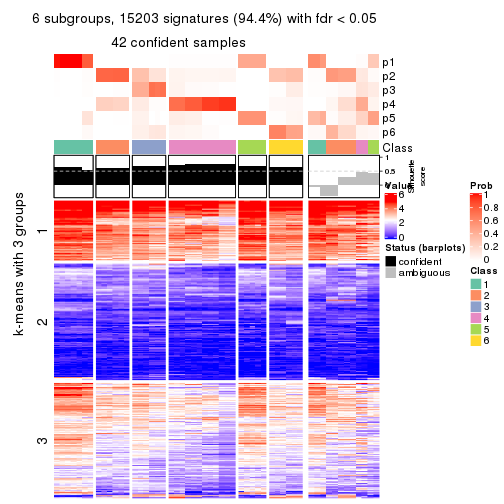 6 subgroups, 15203 signatures (94.4%) with fdr < 0.05
42 confident samples
p1
p2
p3
p4
p5
p6
Class
1
0.5
0
Silhouette
score
k-means with 3 groups
1
2
3
Value
6
4
2
0
Status (barplots)
confident
ambiguous
Prob
1
0.8
0.6
0.4
0.2
0
Class
1
2
3
4
5
6